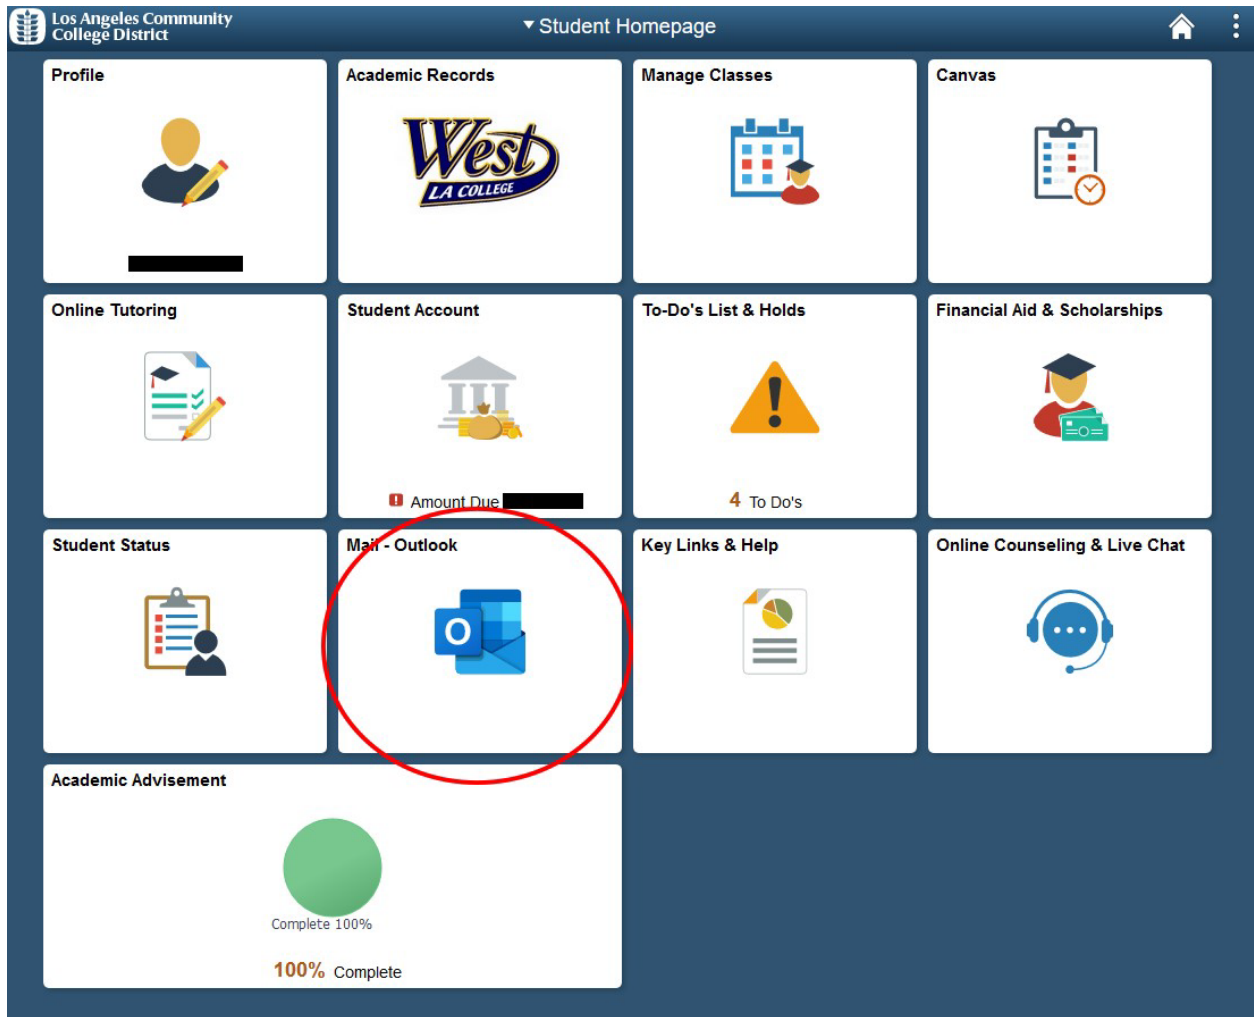 Los Angeles Community
College District
Student Homepage
Profile
Academic Records
West
LA COLLEGE
Manage Classes
Canvas
Online Tutoring
Student Account
Amount Due
To-Do's List & Holds
4 To Do's
Financial Aid & Scholarships
Student Status
Mail - Outlook
O
Key Links & Help
Online Counseling & Live Chat
Academic Advisement
Complete 100%
100% Complete